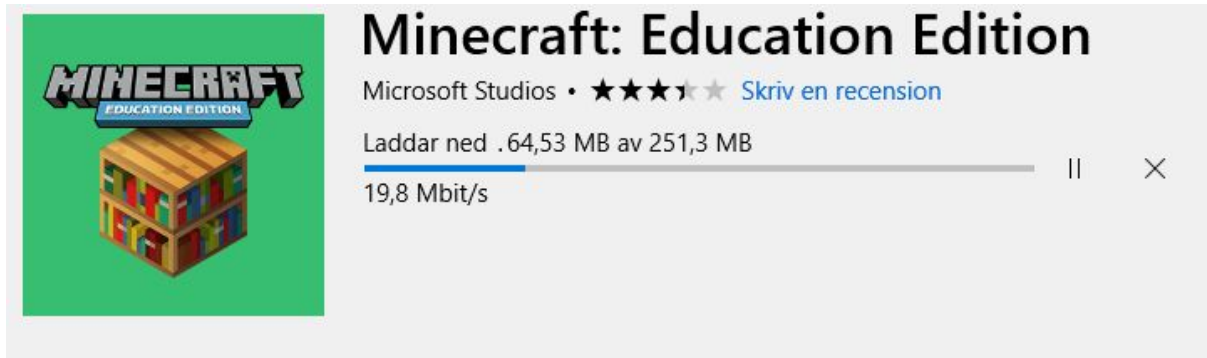 Minecraft: Education Edition
MINECRAFT
EDUCATION EDITION
Microsoft Studios • Skriv en recension
Laddar ned .64,53 MB av 251,3 MB
19,8 Mbit/s